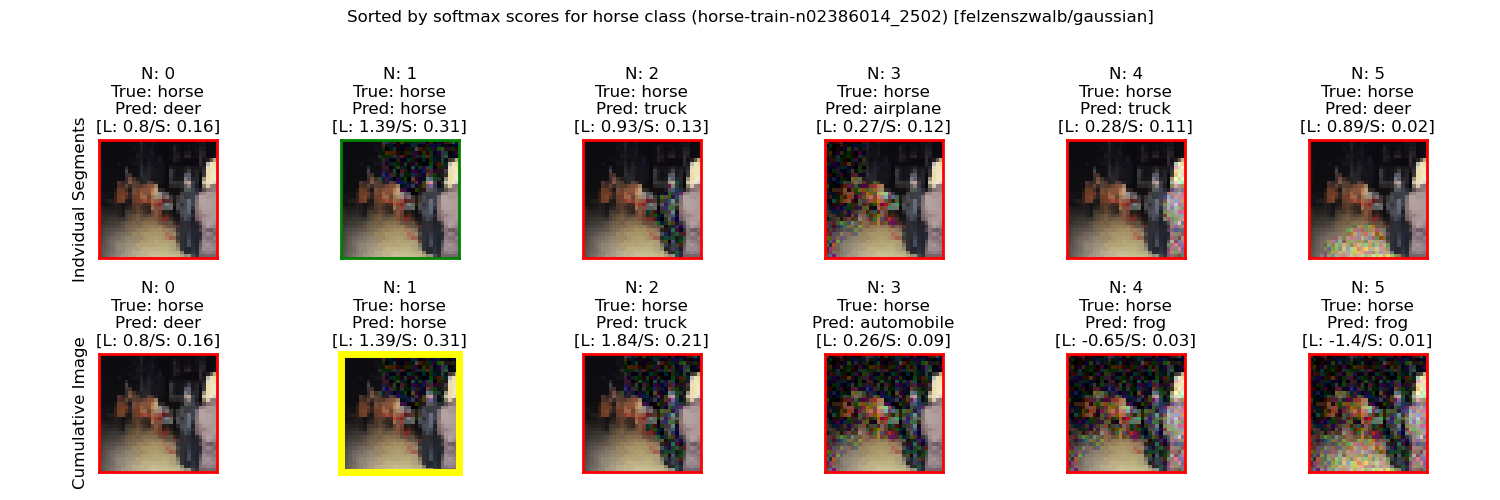 Sorted by softmax scores for horse class (horse-train-n02386014_2502) [felzenszwalb/gaussian]
Indvidual Segments
N: 0
True: horse
Pred: deer
[L: 0.8/S: 0.16]
N: 1
True: horse
Pred: horse
[L: 1.39/S: 0.31]
N: 2
True: horse
Pred: truck
[L: 0.93/S: 0.13]
N: 3
True: horse
Pred: airplane
[L: 0.27/S: 0.12]
N: 4
True: horse
Pred: truck
[L: 0.28/S: 0.11]
N: 5
True: horse
Pred: deer
[L: 0.89/S: 0.02]
Cumulative Image
N: 0
True: horse
Pred: deer
[L: 0.8/S: 0.16]
N: 1
True: horse
Pred: horse
[L: 1.39/S: 0.31]
N: 2
True: horse
Pred: truck
[L: 1.84/S: 0.21]
N: 3
True: horse
Pred: automobile
[L: 0.26/S: 0.09]
N: 4
True: horse
Pred: frog
[L: -0.65/S: 0.03]
N: 5
True: horse
Pred: frog
[L: -1.4/S: 0.01]